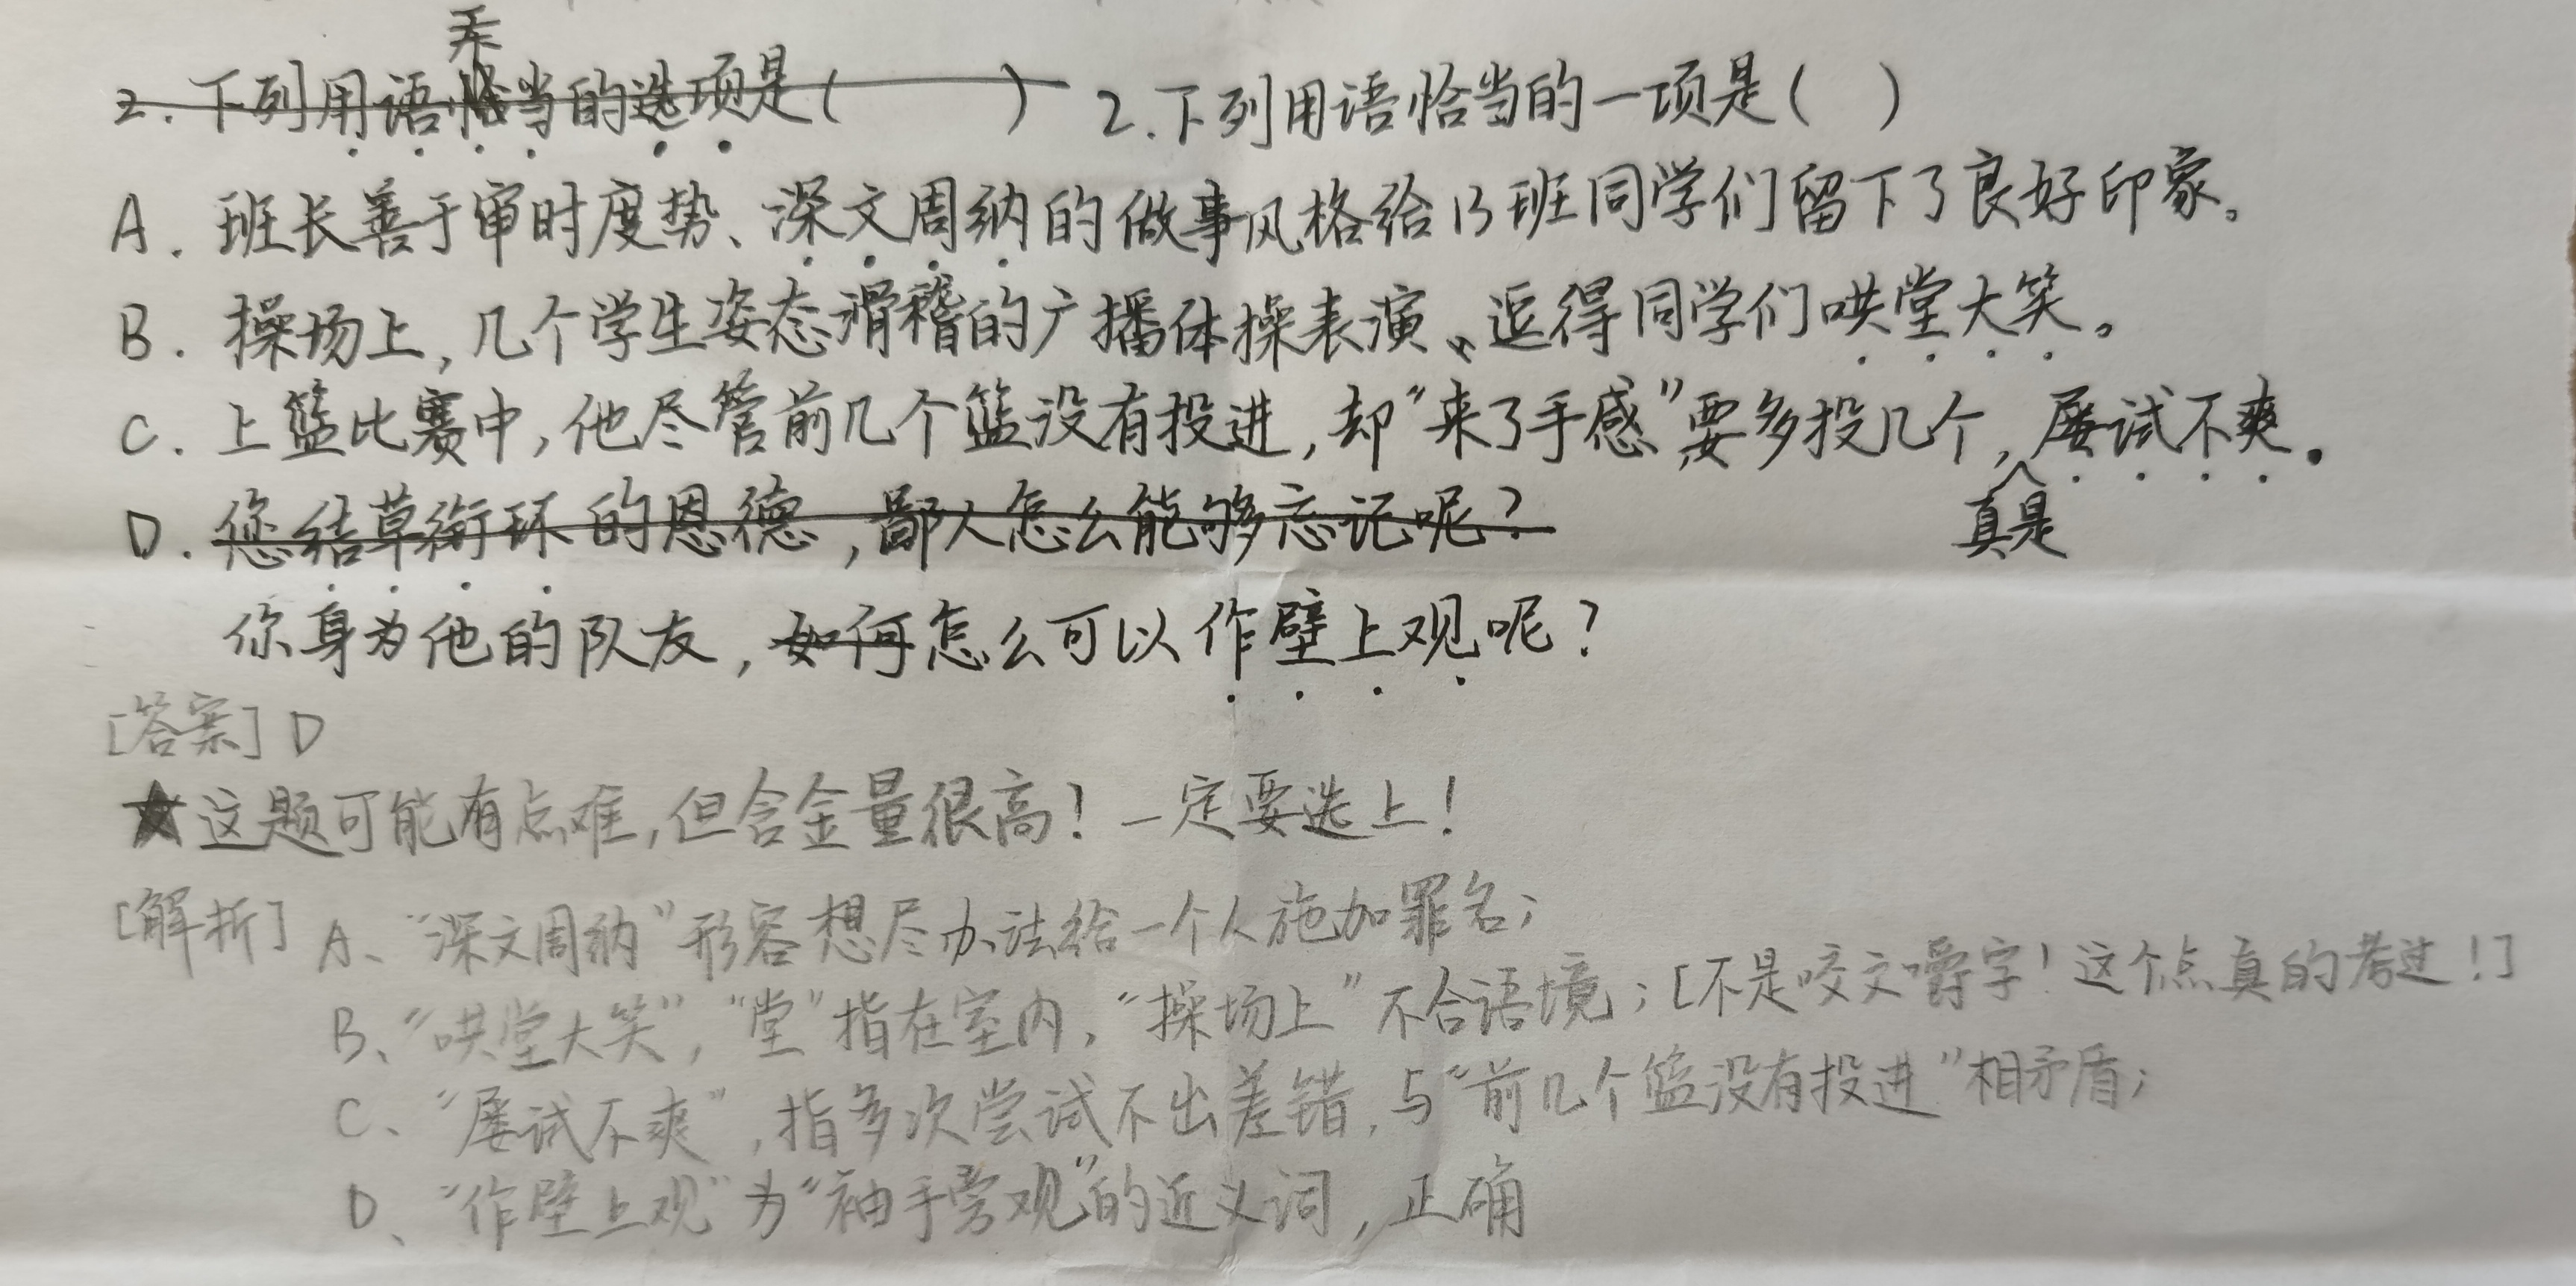 2.下列用语恰当的选项是(  ) 2.下列用语恰当的一项是( )
A.班长善于审时度势、深文周纳的做事风格给13班同学们留下了良好印象。
B.操场上,几个学生姿态滑稽的广播体操表演、逗得同学们哄堂大笑。
C.上篮比赛中,他尽管前几个篮没有投进,却“来了手感”要多投几个,屡试不爽。
真是
D.您结草衔环的恩德,鄙人怎么能够忘记呢?
你身为他的队友,如何怎么可以作壁上观呢?
[答案]D
★这题可能有点难,但含金量很高!一定要选上!
[解析]A、“深文周纳”形容想尽办法给一个人施加罪名;
B、“哄堂大笑”,“堂”指在室内,“操场上”不合语境;[不是咬文嚼字!这个点真的考过!]
C、“屡试不爽”,指多次尝试不出差错,与“前几个篮没有投进”相矛盾;
D、“作壁上观”为“袖手旁观”的近义词,正确